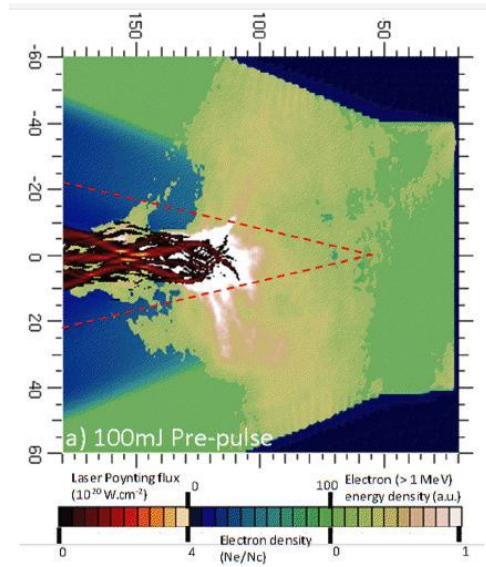 150
100
50
-60
-40
-20
0
20
40
60
a) 100mJ Pre-pulse
Laser Poynting flux
(10²⁰ W.cm⁻²)
0
100
Electron (> 1 MeV)
energy density (a.u.)
0
4
Electron density
(Ne/Nc)
0
1